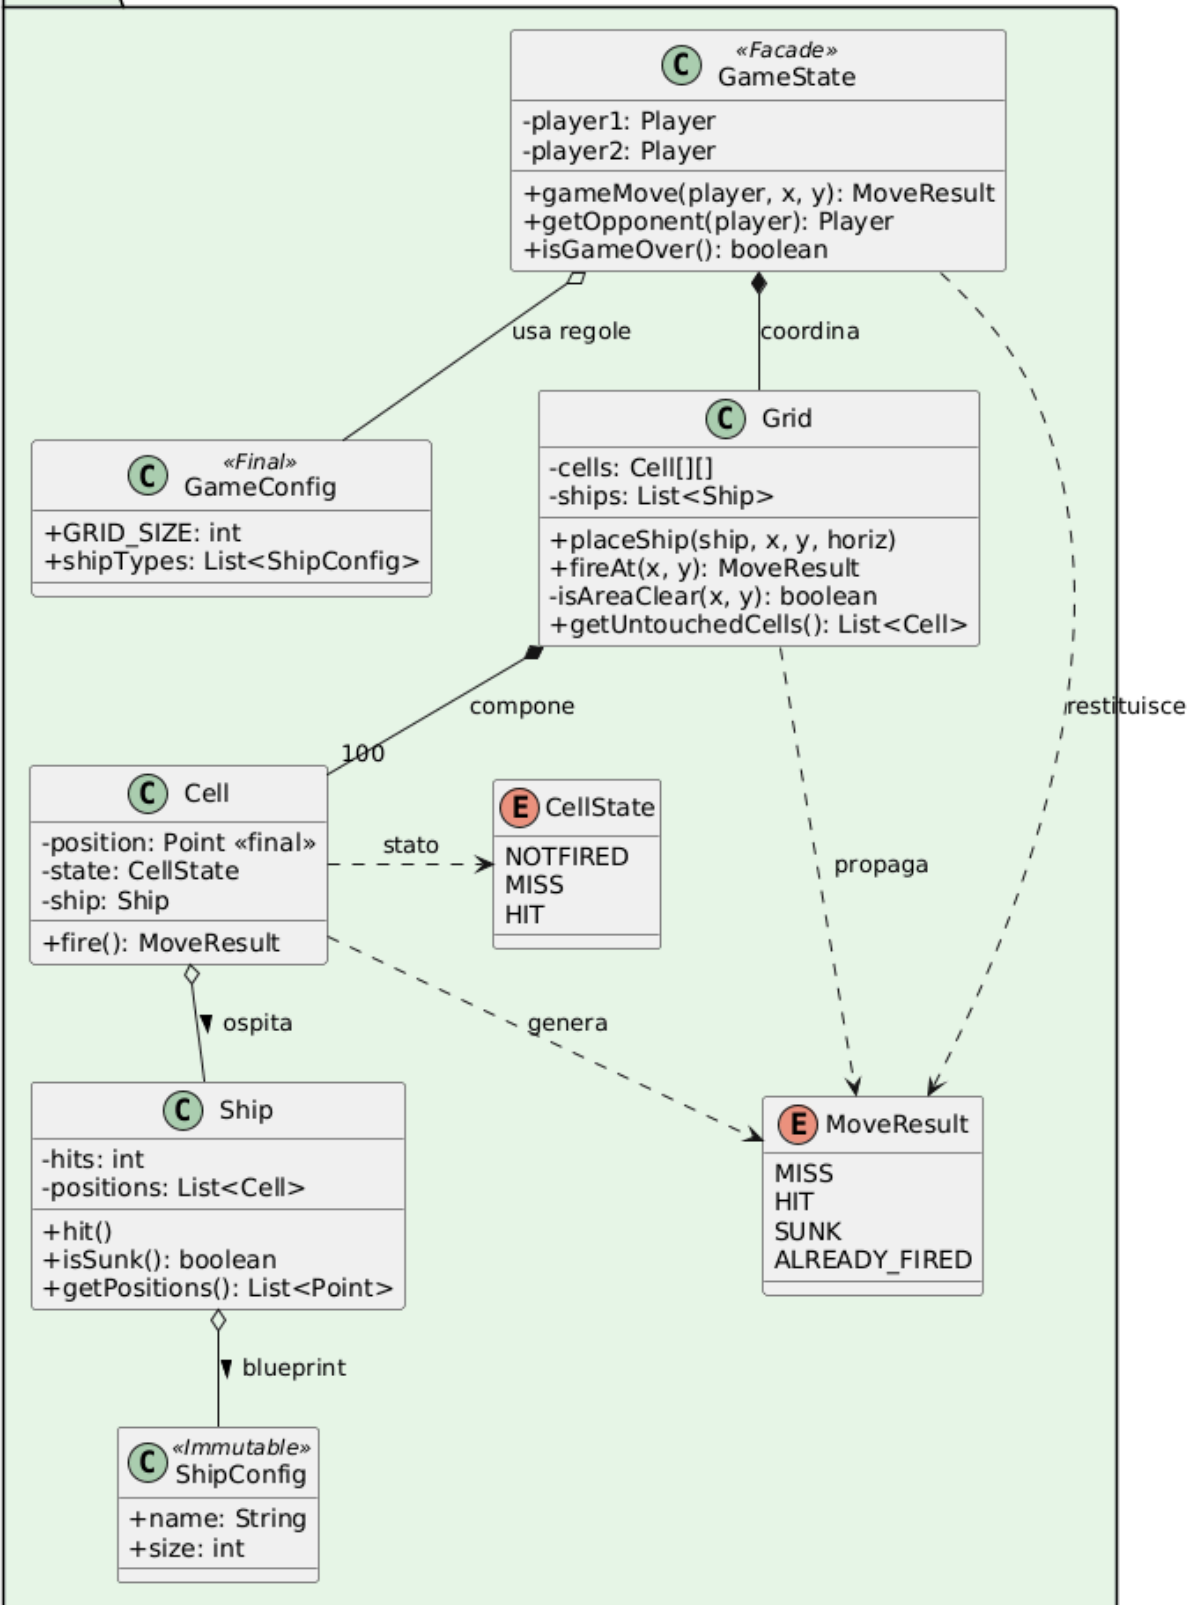 C
«Facade»
GameState
-player1: Player
-player2: Player
+gameMove(player, x, y): MoveResult
+getOpponent(player): Player
+isGameOver(): boolean
usa regole
coordina
C
«Final»
GameConfig
+GRID_SIZE: int
+shipTypes: List<ShipConfig>
C Grid
-cells: Cell[][]
-ships: List<Ship>
+placeShip(ship, x, y, horiz)
+fireAt(x, y): MoveResult
-isAreaClear(x, y): boolean
+getUntouchedCells(): List<Cell>
compone
100
restituisce
C Cell
-position: Point «final»
-state: CellState
-ship: Ship
+fire(): MoveResult
stato
E CellState
NOTFIRED
MISS
HIT
propaga
ospita
genera
C Ship
-hits: int
-positions: List<Cell>
+hit()
+isSunk(): boolean
+getPositions(): List<Point>
E MoveResult
MISS
HIT
SUNK
ALREADY_FIRED
blueprint
C
«Immutable»
ShipConfig
+name: String
+size: int